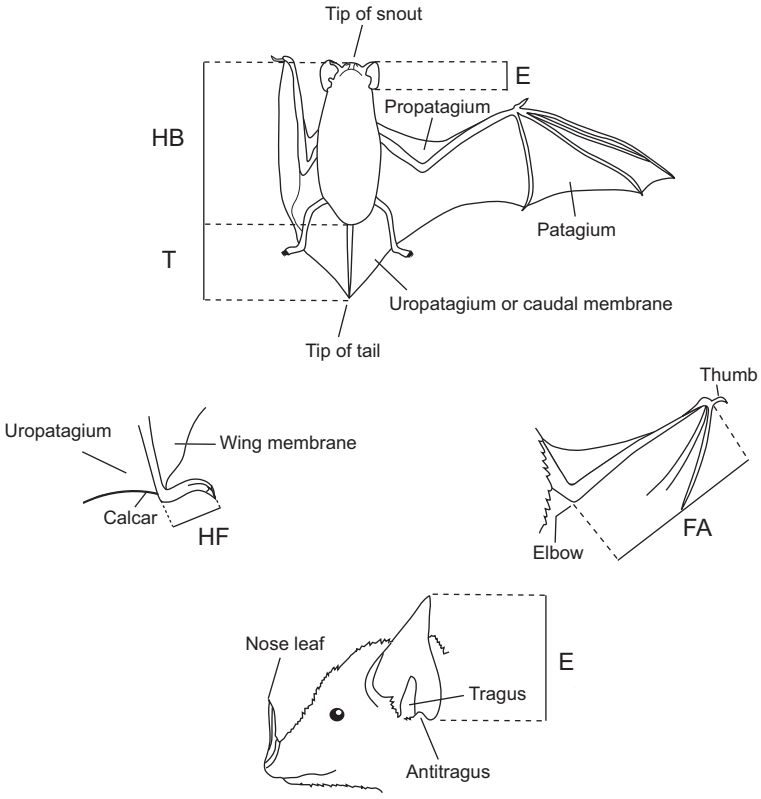 Tip of snout
E
Propatagium
HB
Patagium
T
Uropatagium or caudal membrane
Tip of tail
Thumb
Uropatagium
Wing membrane
Calcar
HF
FA
Elbow
Nose leaf
E
Tragus
Antitragus